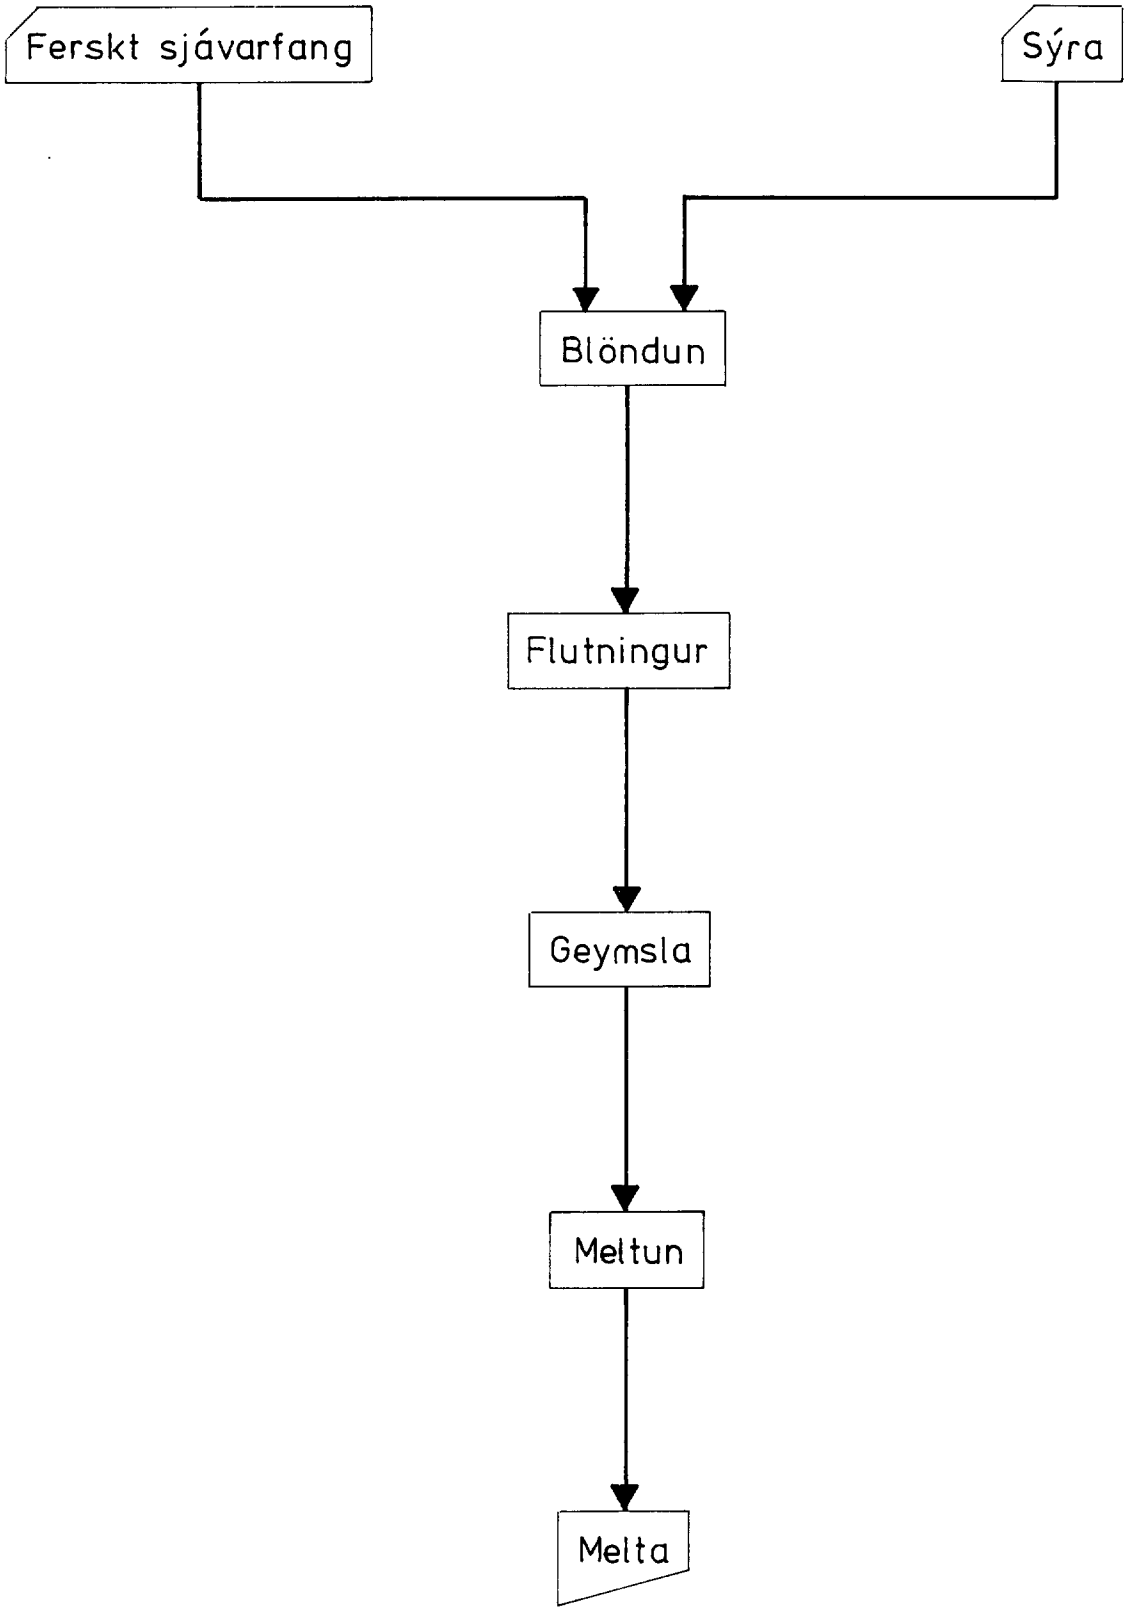 Ferskt sjávarfang
Sýra
Blöndun
Flutningur
Geymsla
Meltun
Melta